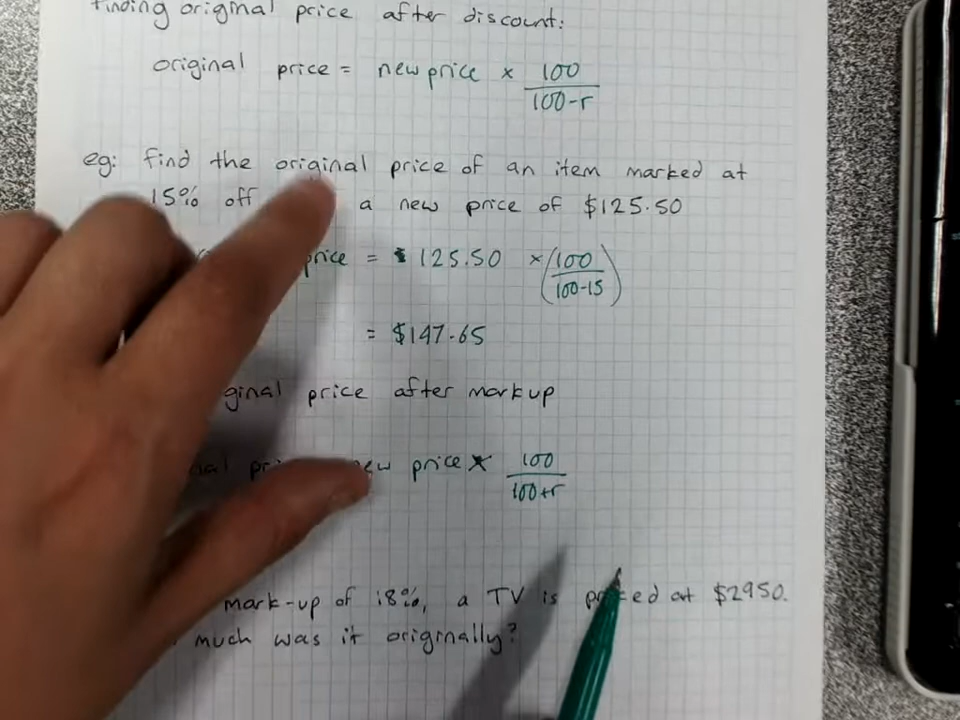 finding original price after discount:
original price = new price × 100/100-r
eg: find the original price of an item marked at
15% off a new price of $125.50
price = $125.50 × (100/100-15)
= $147.65
ginal price after markup
price × 100/100+r
mark-up of 18%, a TV is priced at $2950.
much was it originally?